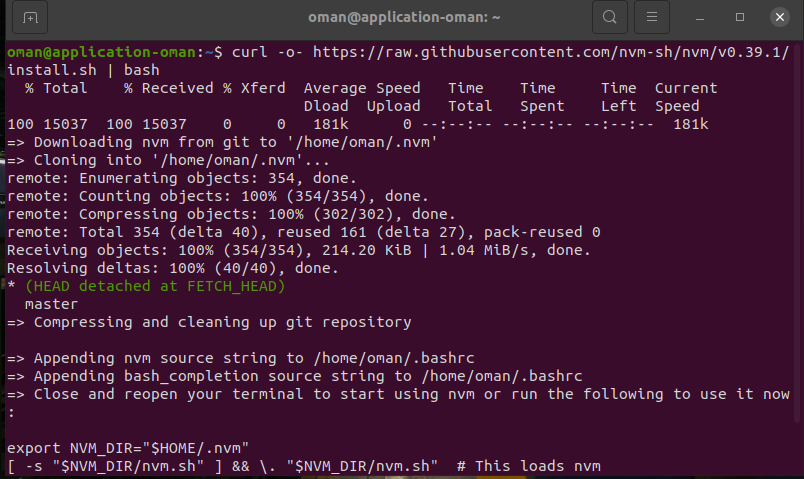 oman@application-oman: ~
oman@application-oman:~$ curl -o- https://raw.githubusercontent.com/nvm-sh/nvm/v0.39.1/
install.sh | bash
  % Total    % Received % Xferd  Average Speed   Time    Time     Time  Current
                                 Dload  Upload   Total   Spent    Left  Speed
100 15037  100 15037    0     0   181k      0 --:--:-- --:--:-- --:--:--  181k
=> Downloading nvm from git to '/home/oman/.nvm'
=> Cloning into '/home/oman/.nvm'...
remote: Enumerating objects: 354, done.
remote: Counting objects: 100% (354/354), done.
remote: Compressing objects: 100% (302/302), done.
remote: Total 354 (delta 40), reused 161 (delta 27), pack-reused 0
Receiving objects: 100% (354/354), 214.20 KiB | 1.04 MiB/s, done.
Resolving deltas: 100% (40/40), done.
* (HEAD detached at FETCH_HEAD)
  master
=> Compressing and cleaning up git repository

=> Appending nvm source string to /home/oman/.bashrc
=> Appending bash_completion source string to /home/oman/.bashrc
=> Close and reopen your terminal to start using nvm or run the following to use it now
:

export NVM_DIR="$HOME/.nvm"
[ -s "$NVM_DIR/nvm.sh" ] && \. "$NVM_DIR/nvm.sh"  # This loads nvm